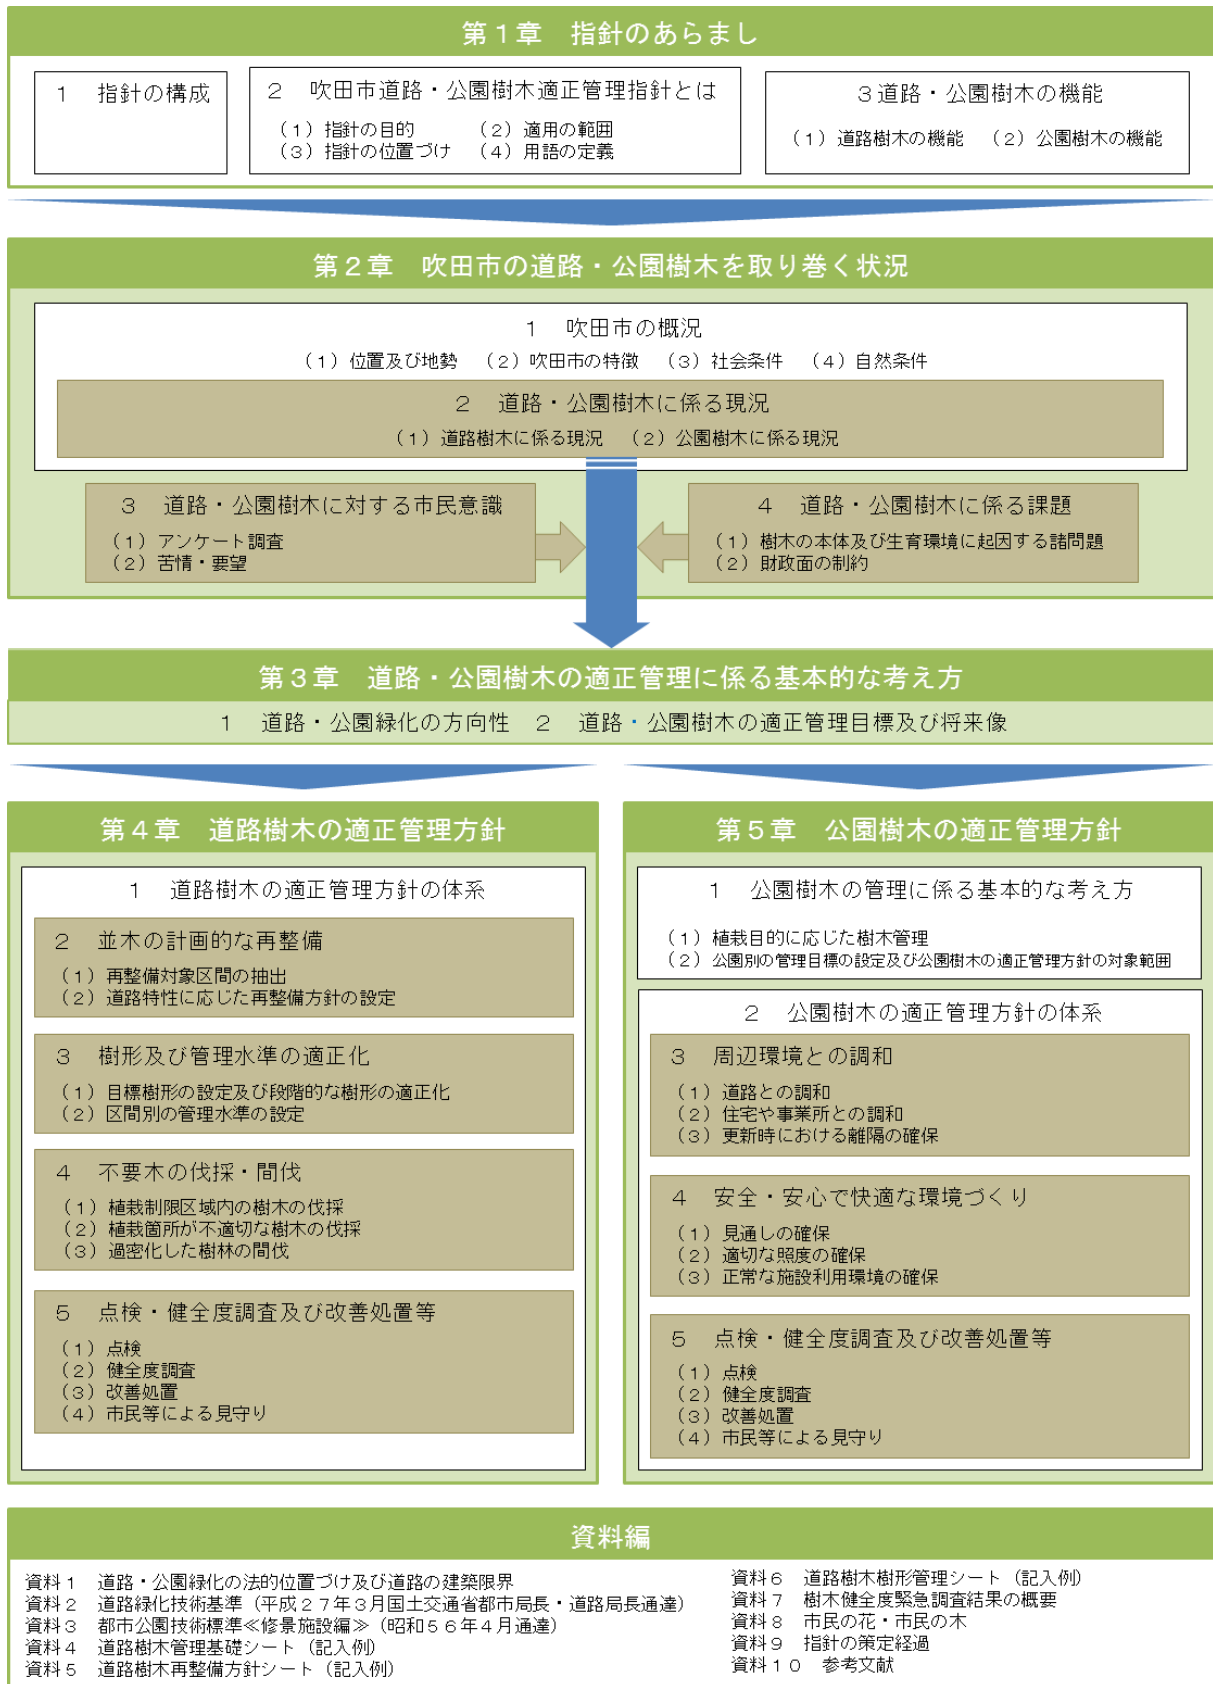 第１章　指針のあらまし
１　指針の構成
２　吹田市道路・公園樹木適正管理指針とは
（１）指針の目的　（２）適用の範囲
（３）指針の位置づけ　（４）用語の定義
３道路・公園樹木の機能
（１）道路樹木の機能　（２）公園樹木の機能
第２章　吹田市の道路・公園樹木を取り巻く状況
１　吹田市の概況
（１）位置及び地勢　（２）吹田市の特徴　（３）社会条件　（４）自然条件
２　道路・公園樹木に係る現況
（１）道路樹木に係る現況　（２）公園樹木に係る現況
３　道路・公園樹木に対する市民意識
（１）アンケート調査
（２）苦情・要望
４　道路・公園樹木に係る課題
（１）樹木の本体及び生育環境に起因する諸問題
（２）財政面の制約
第３章　道路・公園樹木の適正管理に係る基本的な考え方
１　道路・公園緑化の方向性　２　道路・公園樹木の適正管理目標及び将来像
第４章　道路樹木の適正管理方針
１　道路樹木の適正管理方針の体系
２　並木の計画的な再整備
（１）再整備対象区間の抽出
（２）道路特性に応じた再整備方針の設定
３　樹形及び管理水準の適正化
（１）目標樹形の設定及び段階的な樹形の適正化
（２）区間別の管理水準の設定
４　不要木の伐採・間伐
（１）植栽制限区域内の樹木の伐採
（２）植栽箇所が不適切な樹木の伐採
（３）過密化した樹林の間伐
５　点検・健全度調査及び改善処置等
（１）点検
（２）健全度調査
（３）改善処置
（４）市民等による見守り
第５章　公園樹木の適正管理方針
１　公園樹木の管理に係る基本的な考え方
（１）植栽目的に応じた樹木管理
（２）公園別の管理目標の設定及び公園樹木の適正管理方針の対象範囲
２　公園樹木の適正管理方針の体系
３　周辺環境との調和
（１）道路との調和
（２）住宅や事業所との調和
（３）更新時における離隔の確保
４　安全・安心で快適な環境づくり
（１）見通しの確保
（２）適切な照度の確保
（３）正常な施設利用環境の確保
５　点検・健全度調査及び改善処置等
（１）点検
（２）健全度調査
（３）改善処置
（４）市民等による見守り
資料編
資料１　道路・公園緑化の法的位置づけ及び道路の建築限界
資料２　道路緑化技術基準（平成２７年３月国土交通省都市局長・道路局長通達）
資料３　都市公園技術標準≪修景施設編≫（昭和５６年４月通達）
資料４　道路樹木管理基礎シート（記入例）
資料５　道路樹木再整備方針シート（記入例）
資料６　道路樹木樹形管理シート（記入例）
資料７　樹木健全度緊急調査結果の概要
資料８　市民の花・市民の木
資料９　指針の策定経過
資料１０　参考文献